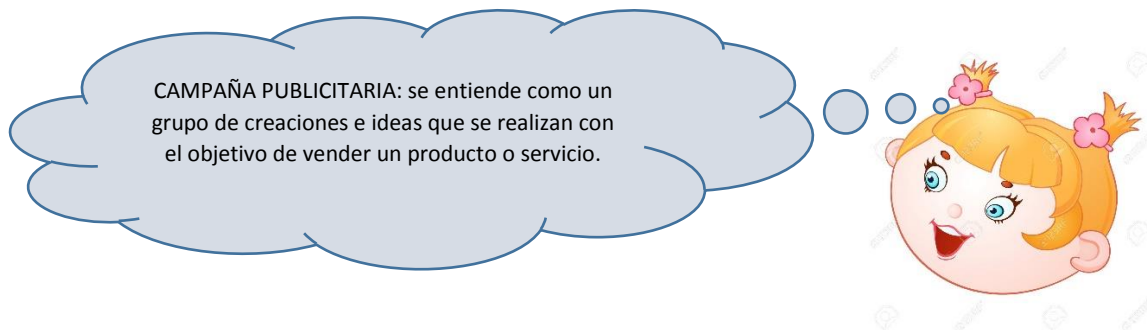 CAMPAÑA PUBLICITARIA: se entiende como un
grupo de creaciones e ideas que se realizan con
el objetivo de vender un producto o servicio.